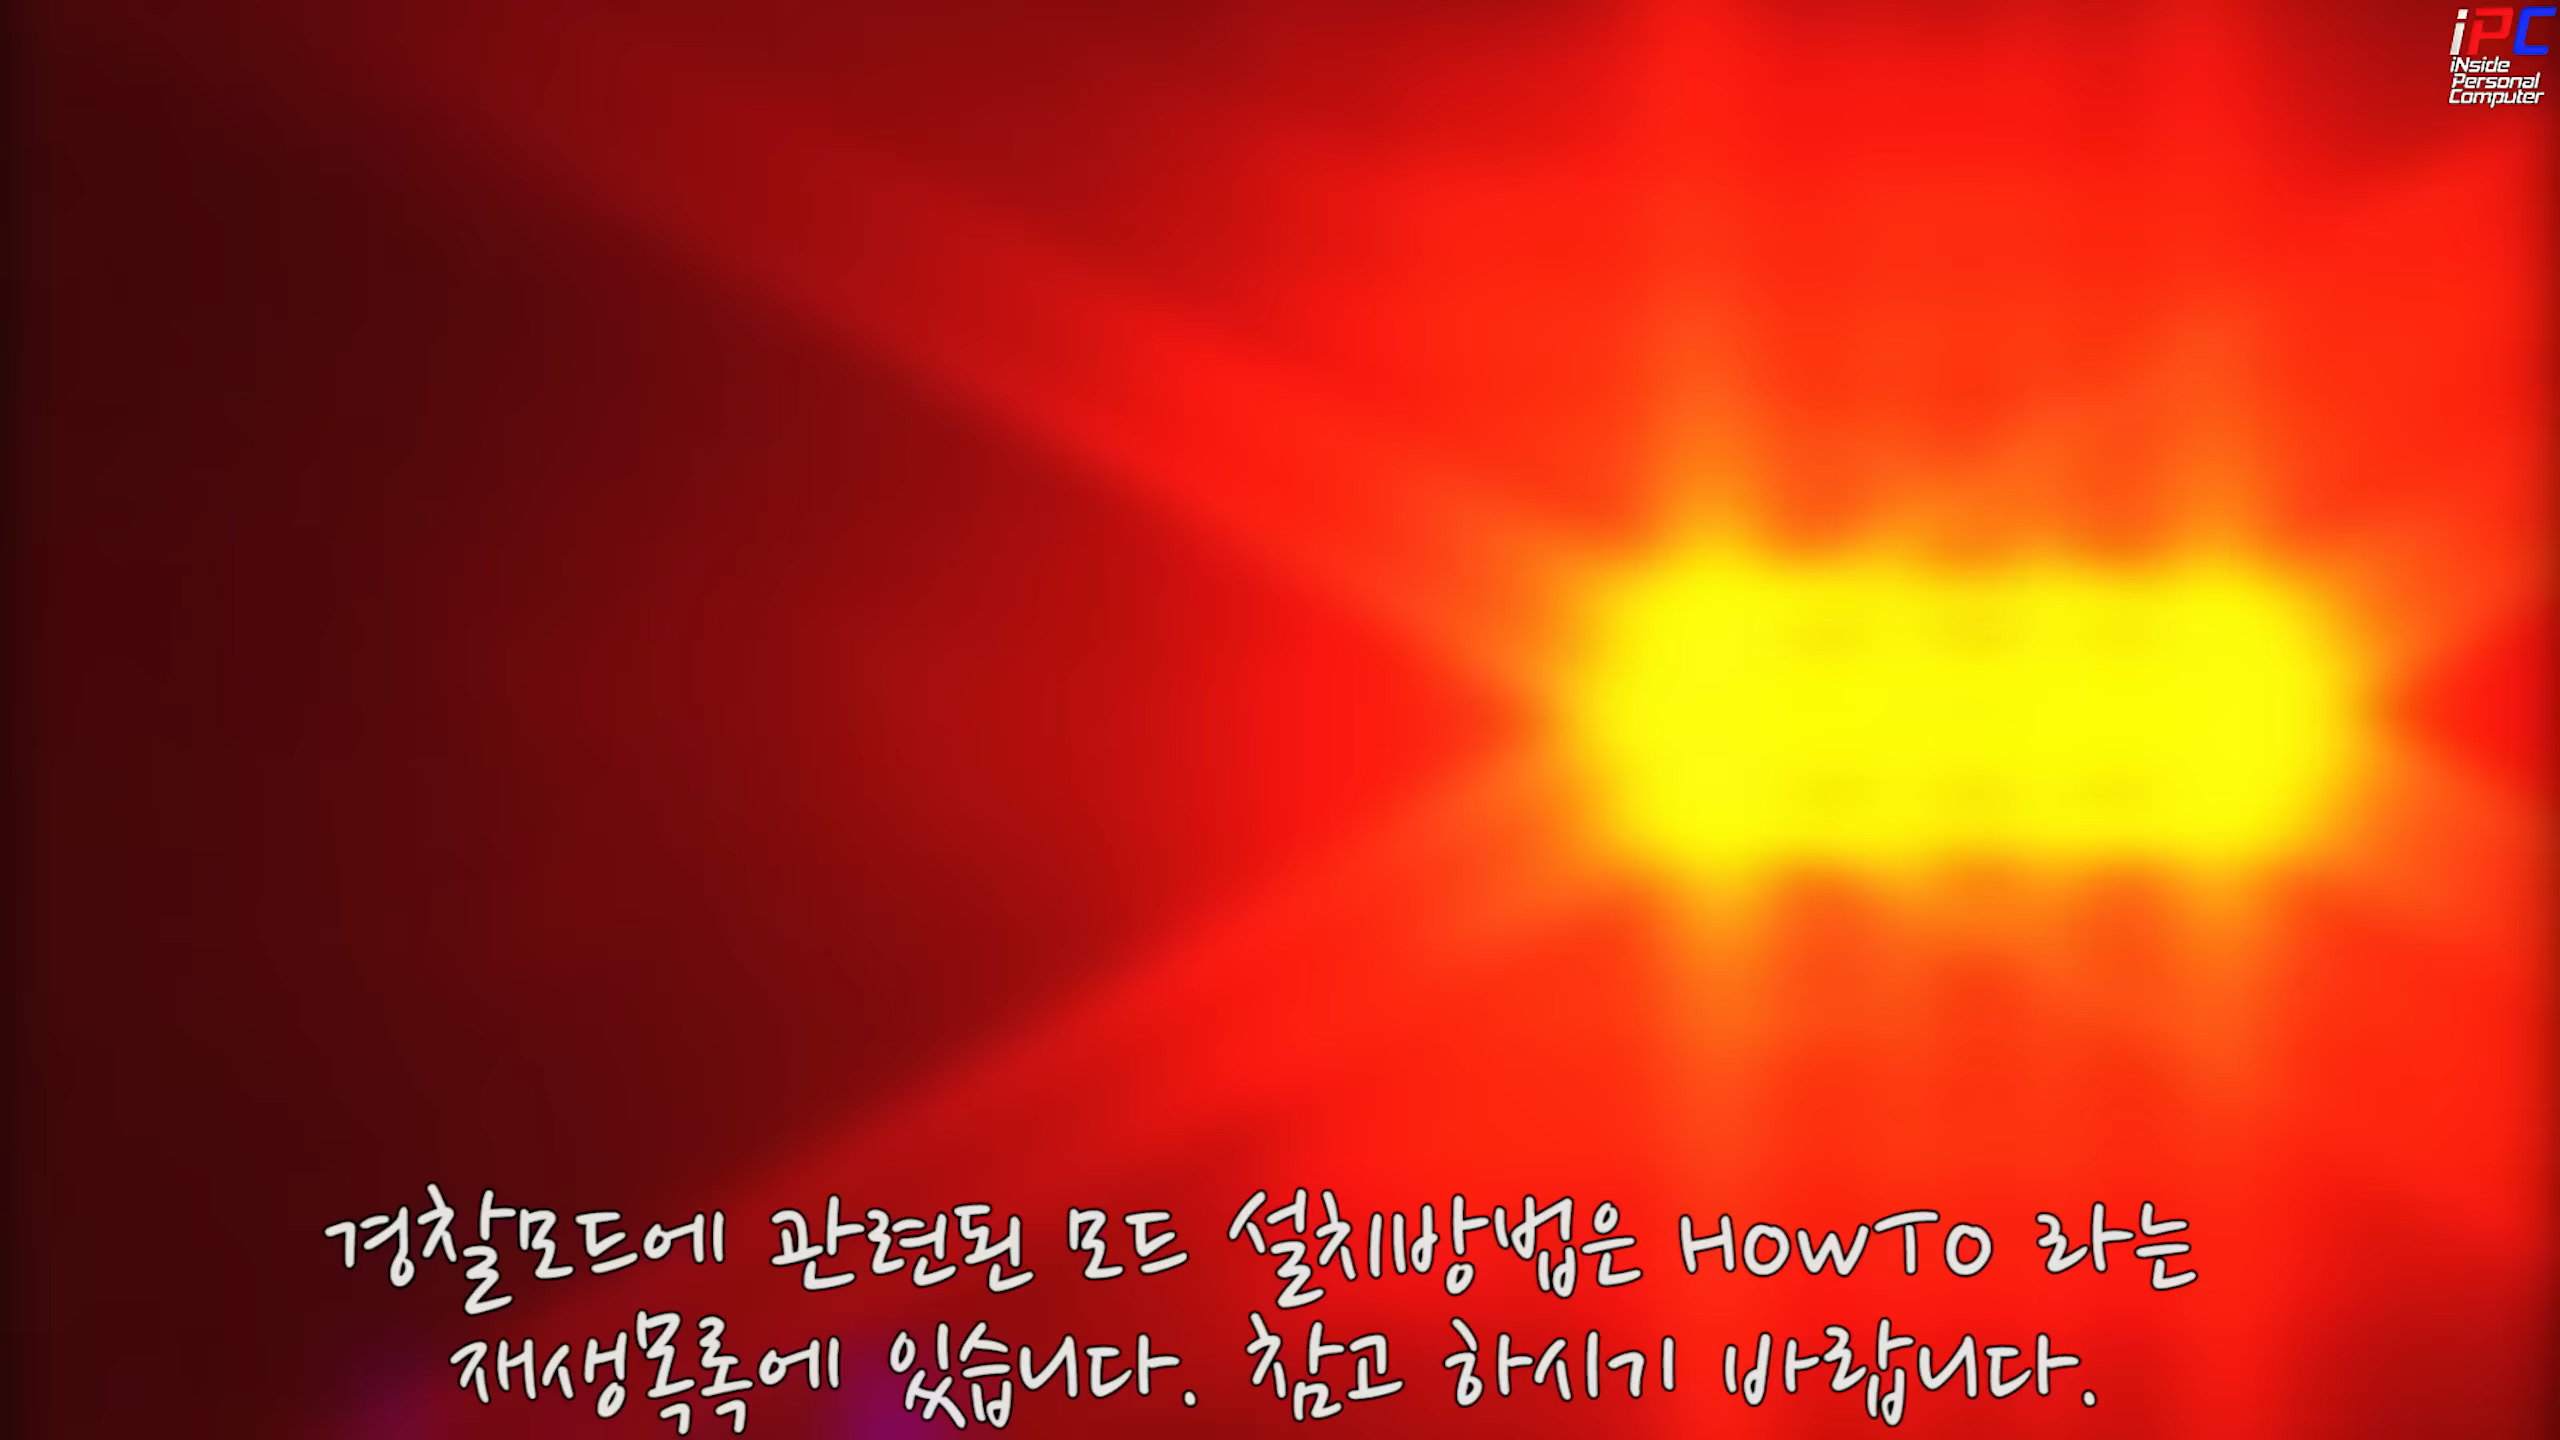 iPC
iNside
Personal
Computer
경찰모드에 관련된 모드 설치방법은 HOWTO 라는
재생목록에 있습니다. 참고 하시기 바랍니다.